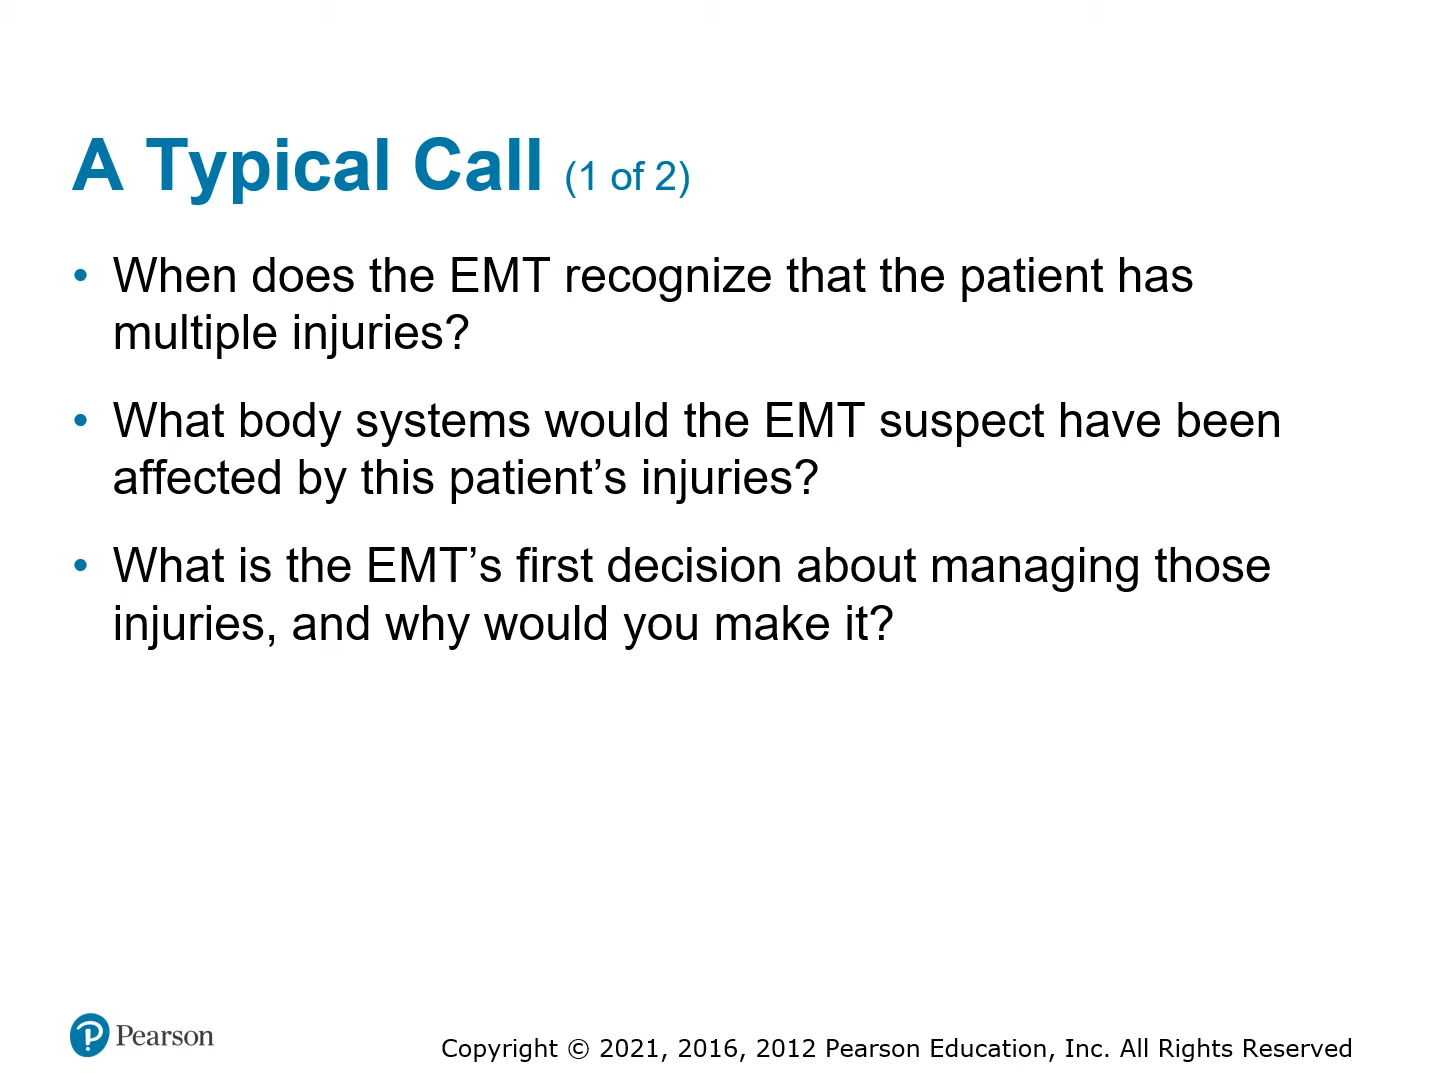 A Typical Call (1 of 2)
• When does the EMT recognize that the patient has
multiple injuries?
• What body systems would the EMT suspect have been
affected by this patient’s injuries?
• What is the EMT’s first decision about managing those
injuries, and why would you make it?
Pearson
Copyright © 2021, 2016, 2012 Pearson Education, Inc. All Rights Reserved